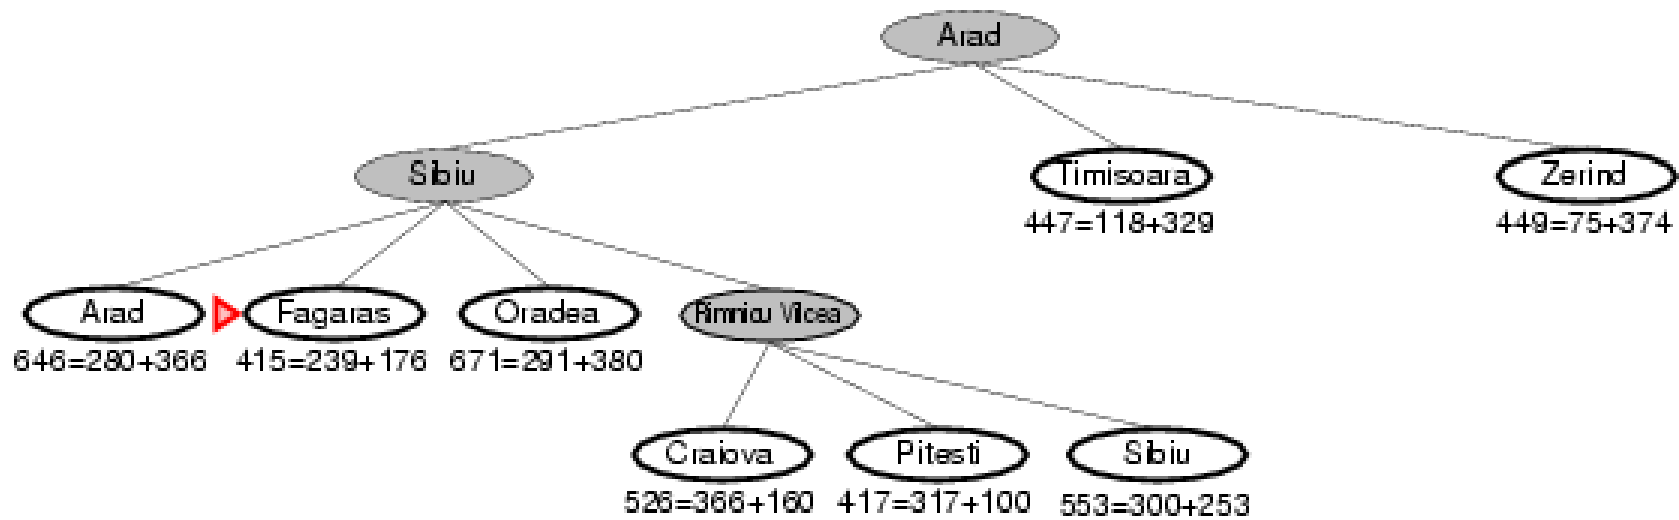 Arad
Sibiu
Timisoara
Zerind
447=118+329
449=75+374
Arad
Fagaras
Oradea
Rimnicu Vilcea
646=280+366
415=239+176
671=291+380
Craiova
Pitesti
Sibiu
526=366+160
417=317+100
553=300+253